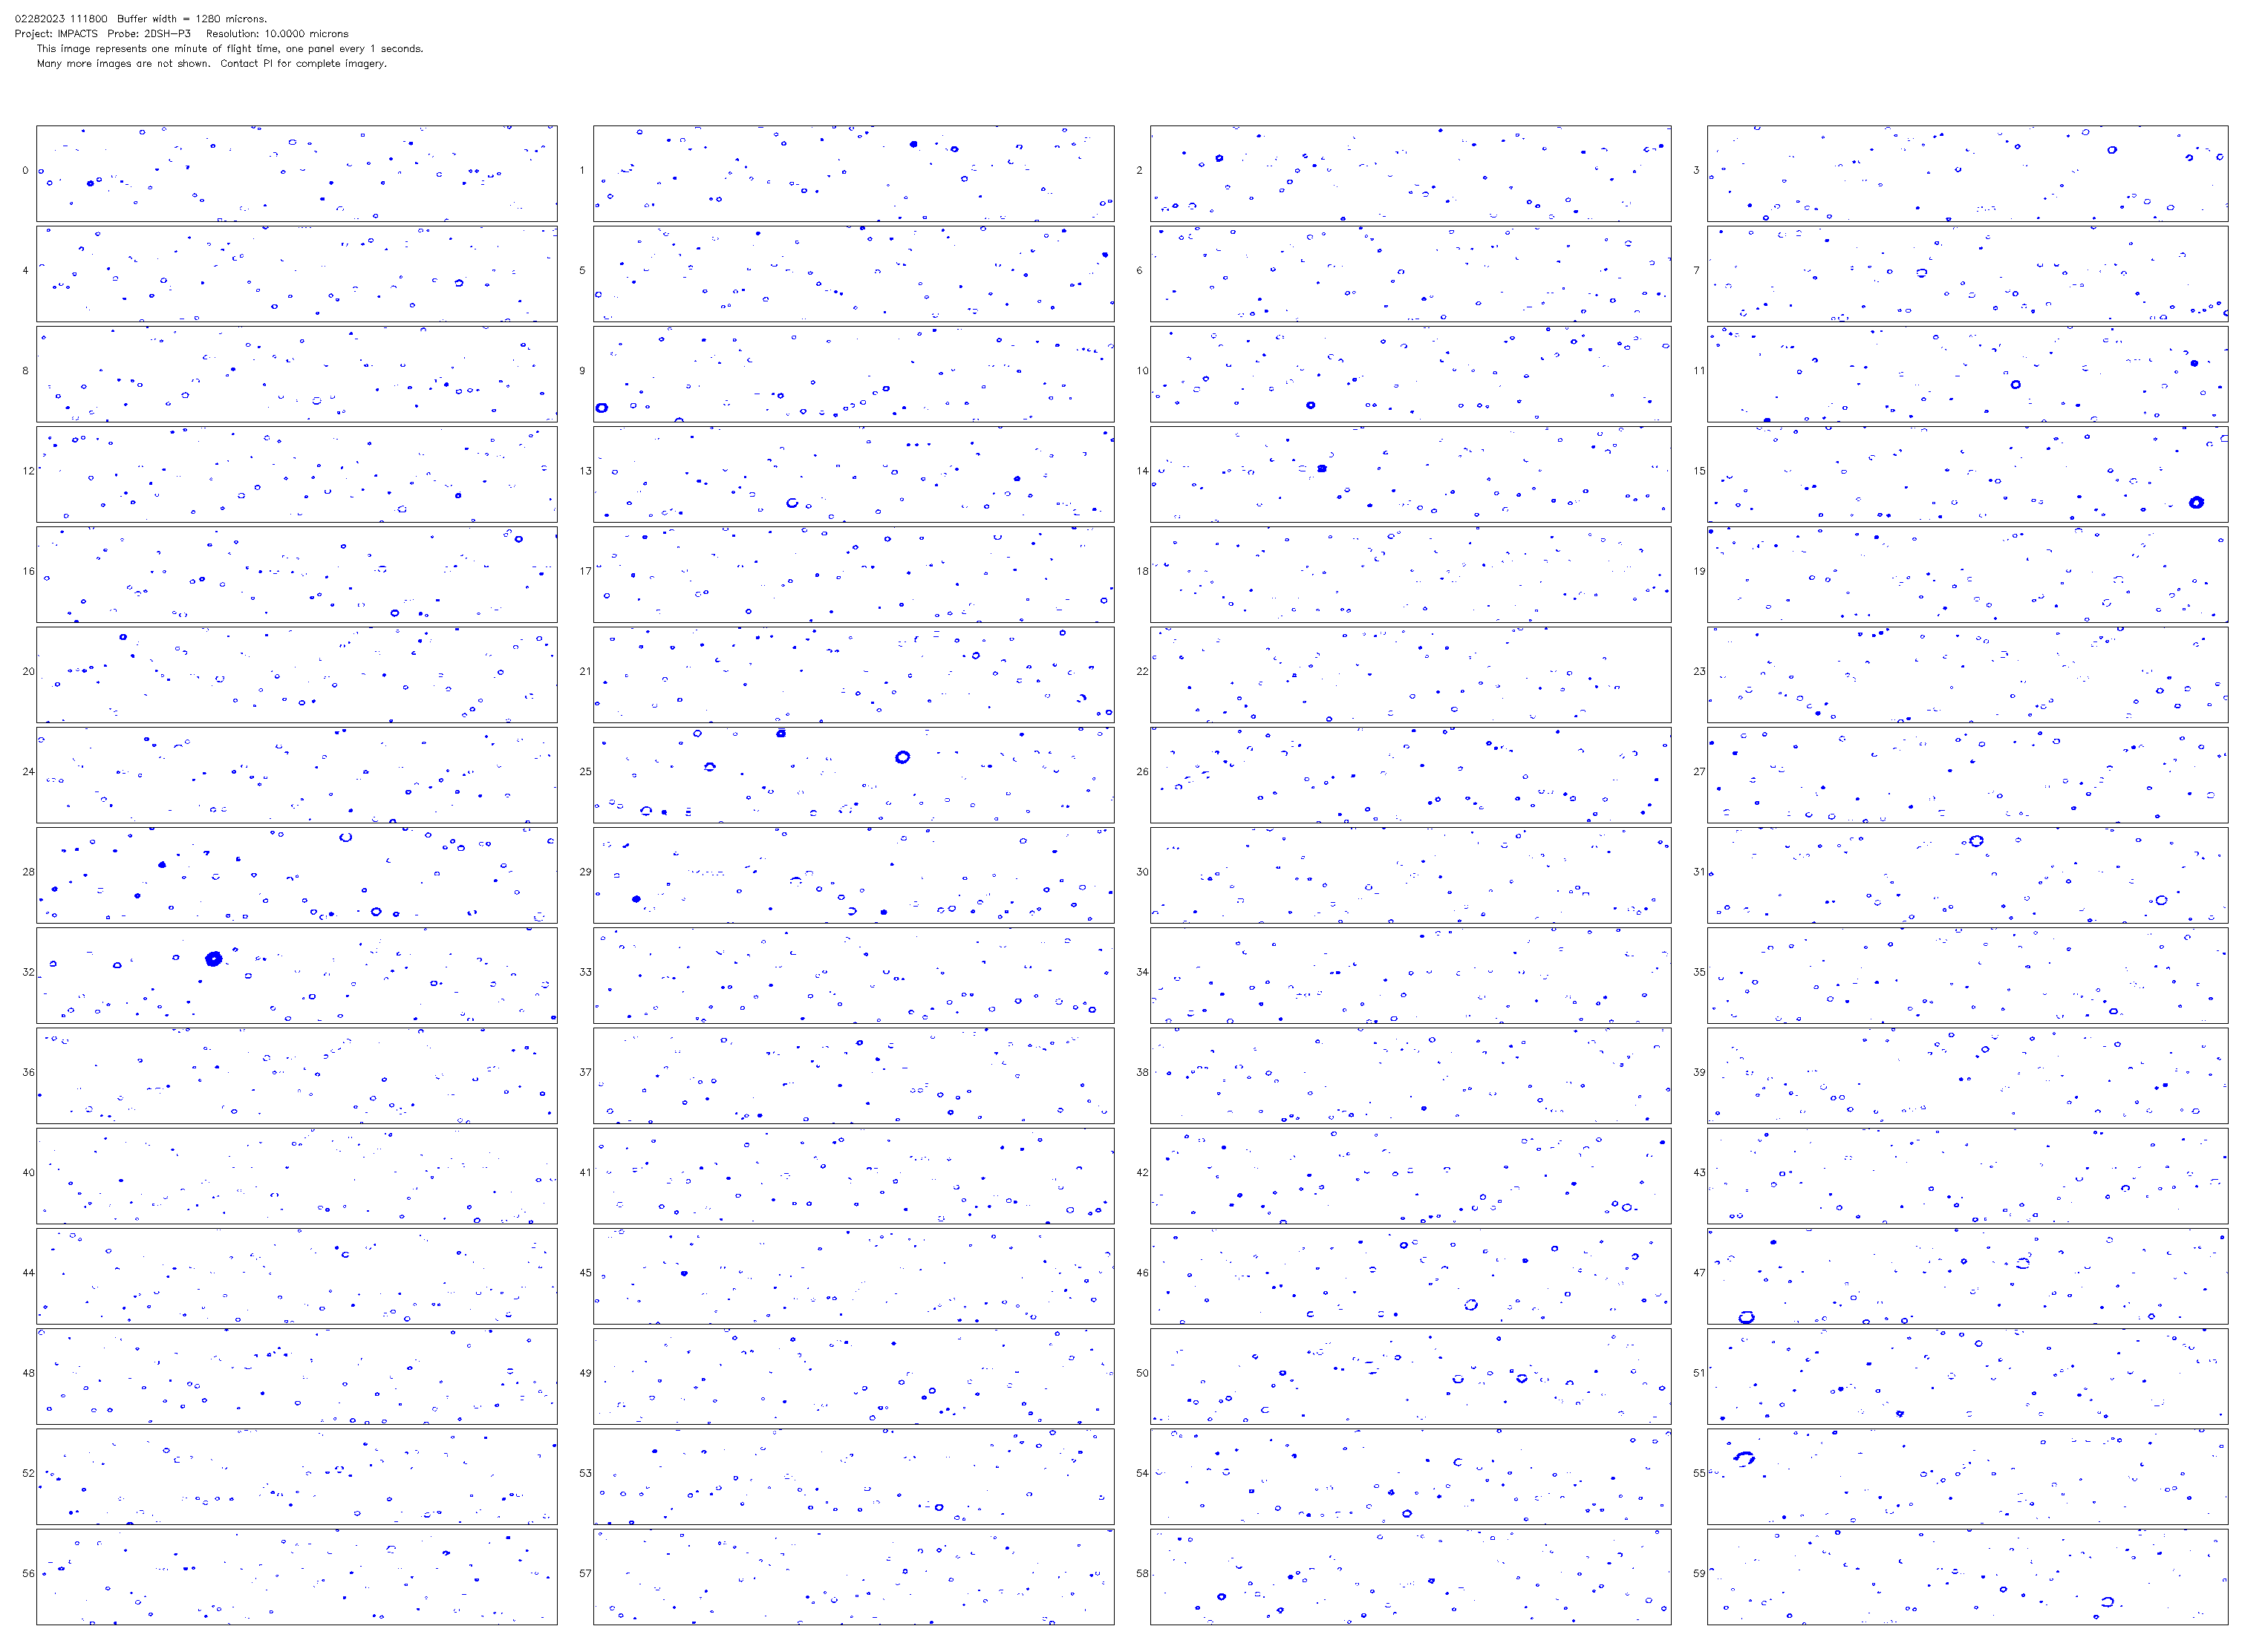 02282023 111800  Buffer width = 1280 microns.
Project: IMPACTS  Probe: 2DSH-P3  Resolution: 10.0000 microns
This image represents one minute of flight time, one panel every 1 seconds.
Many more images are not shown.  Contact PI for complete imagery.
0 1 2 3
4 5 6 7
8 9 10 11
12 13 14 15
16 17 18 19
20 21 22 23
24 25 26 27
28 29 30 31
32 33 34 35
36 37 38 39
40 41 42 43
44 45 46 47
48 49 50 51
52 53 54 55
56 57 58 59